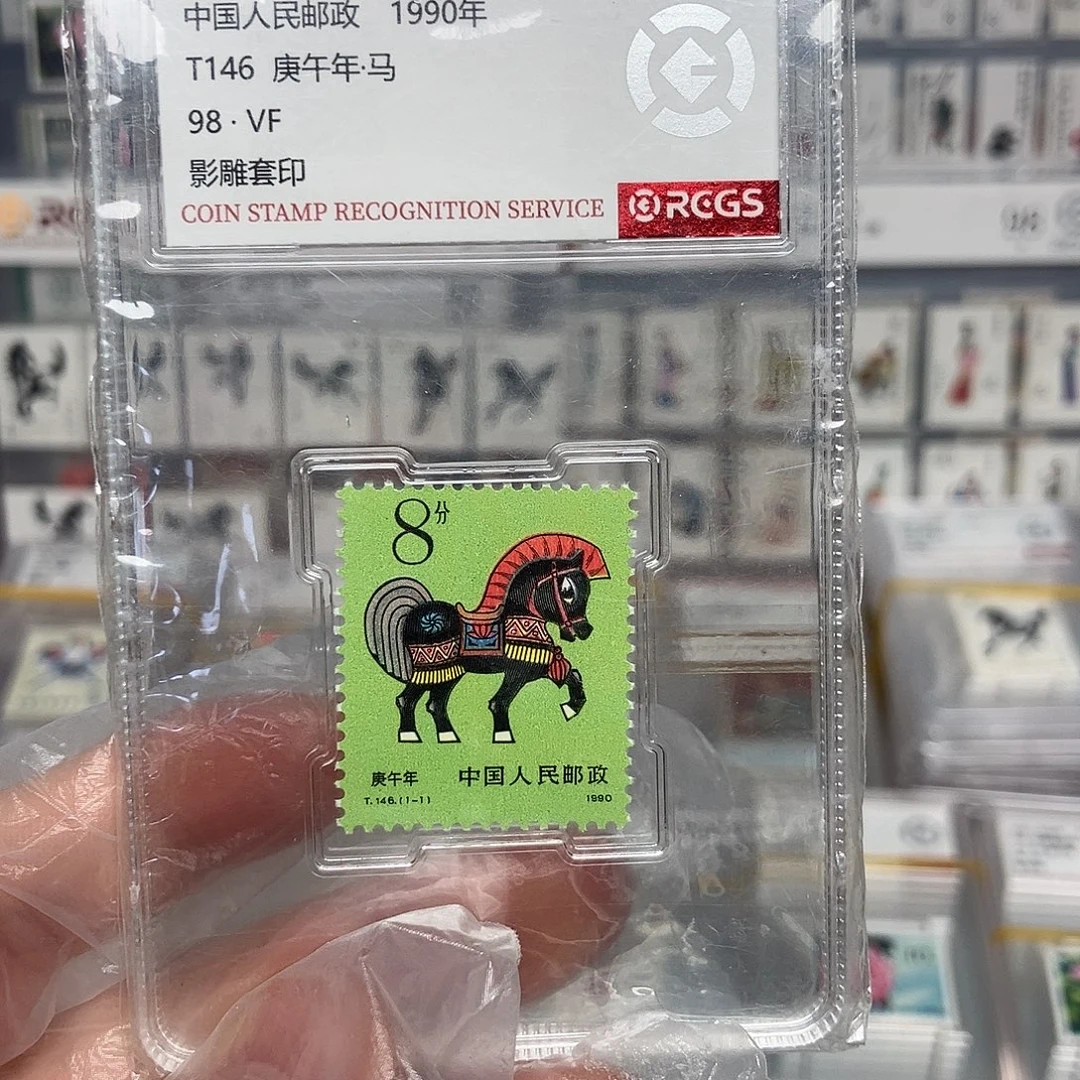 中国人民邮政 1990年
T146 庚午年·马
98 · VF
影雕套印
COIN STAMP RECOGNITION SERVICE
RCGS
8分
庚午年 中国人民邮政
T.146.(1-1) 1990